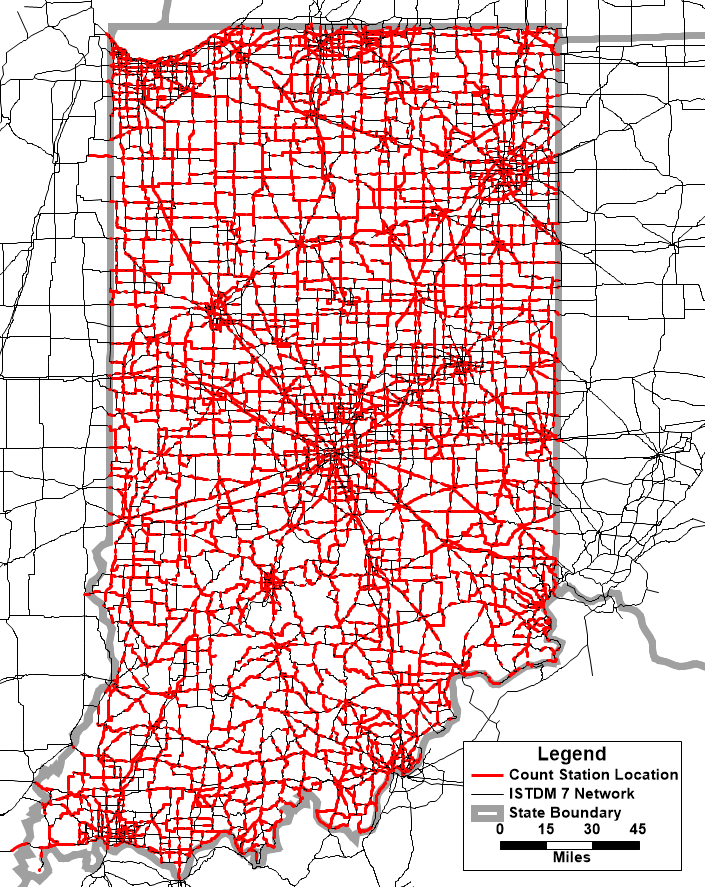 Legend
Count Station Location
ISTDM 7 Network
State Boundary
0 15 30 45
Miles